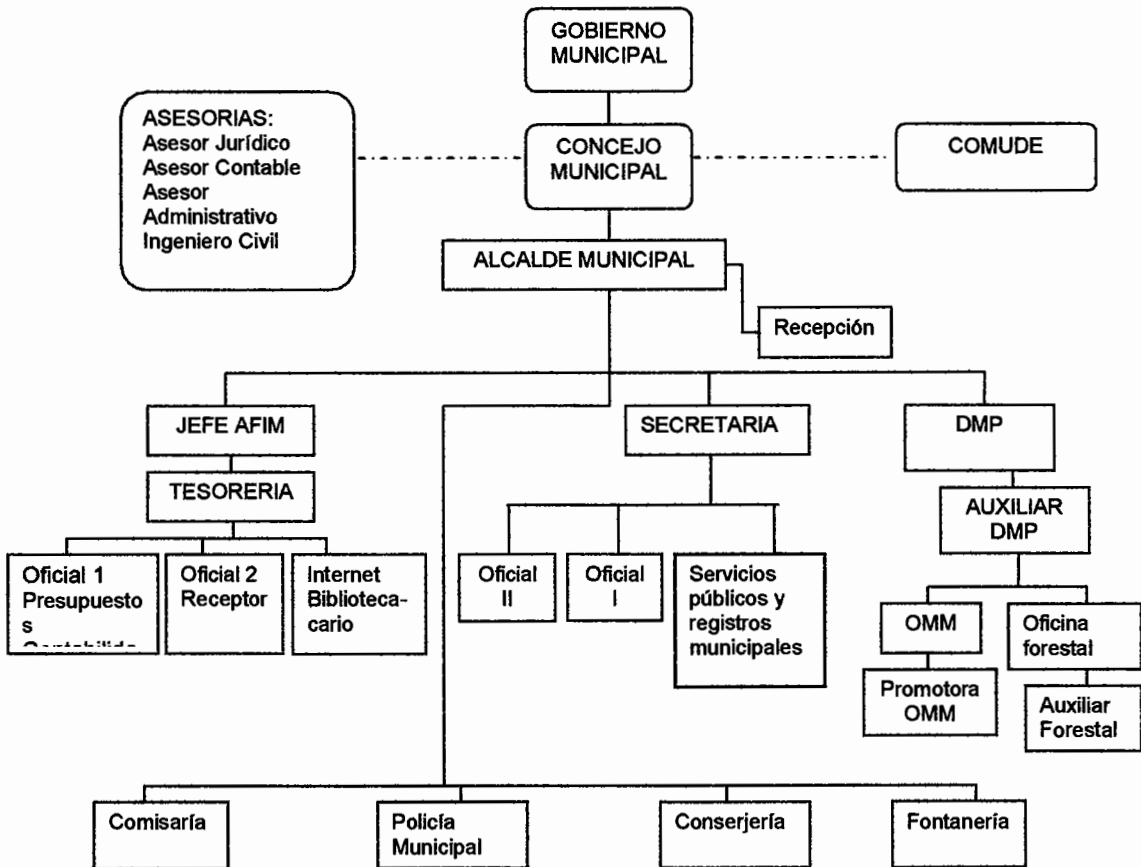 GOBIERNO
MUNICIPAL
ASESORIAS:
Asesor Jurídico
Asesor Contable
Asesor
Administrativo
Ingeniero Civil
CONCEJO
MUNICIPAL
COMUDE
ALCALDE MUNICIPAL
Recepción
JEFE AFIM
SECRETARIA
DMP
TESORERIA
AUXILIAR
DMP
Oficial 1
Presupuesto
s
Oficial 2
Receptor
Internet
Biblioteca-
cario
Oficial
II
Oficial
I
Servicios
públicos y
registros
municipales
OMM
Oficina
forestal
Promotora
OMM
Auxiliar
Forestal
Comisaría
Policía
Municipal
Conserjería
Fontanería